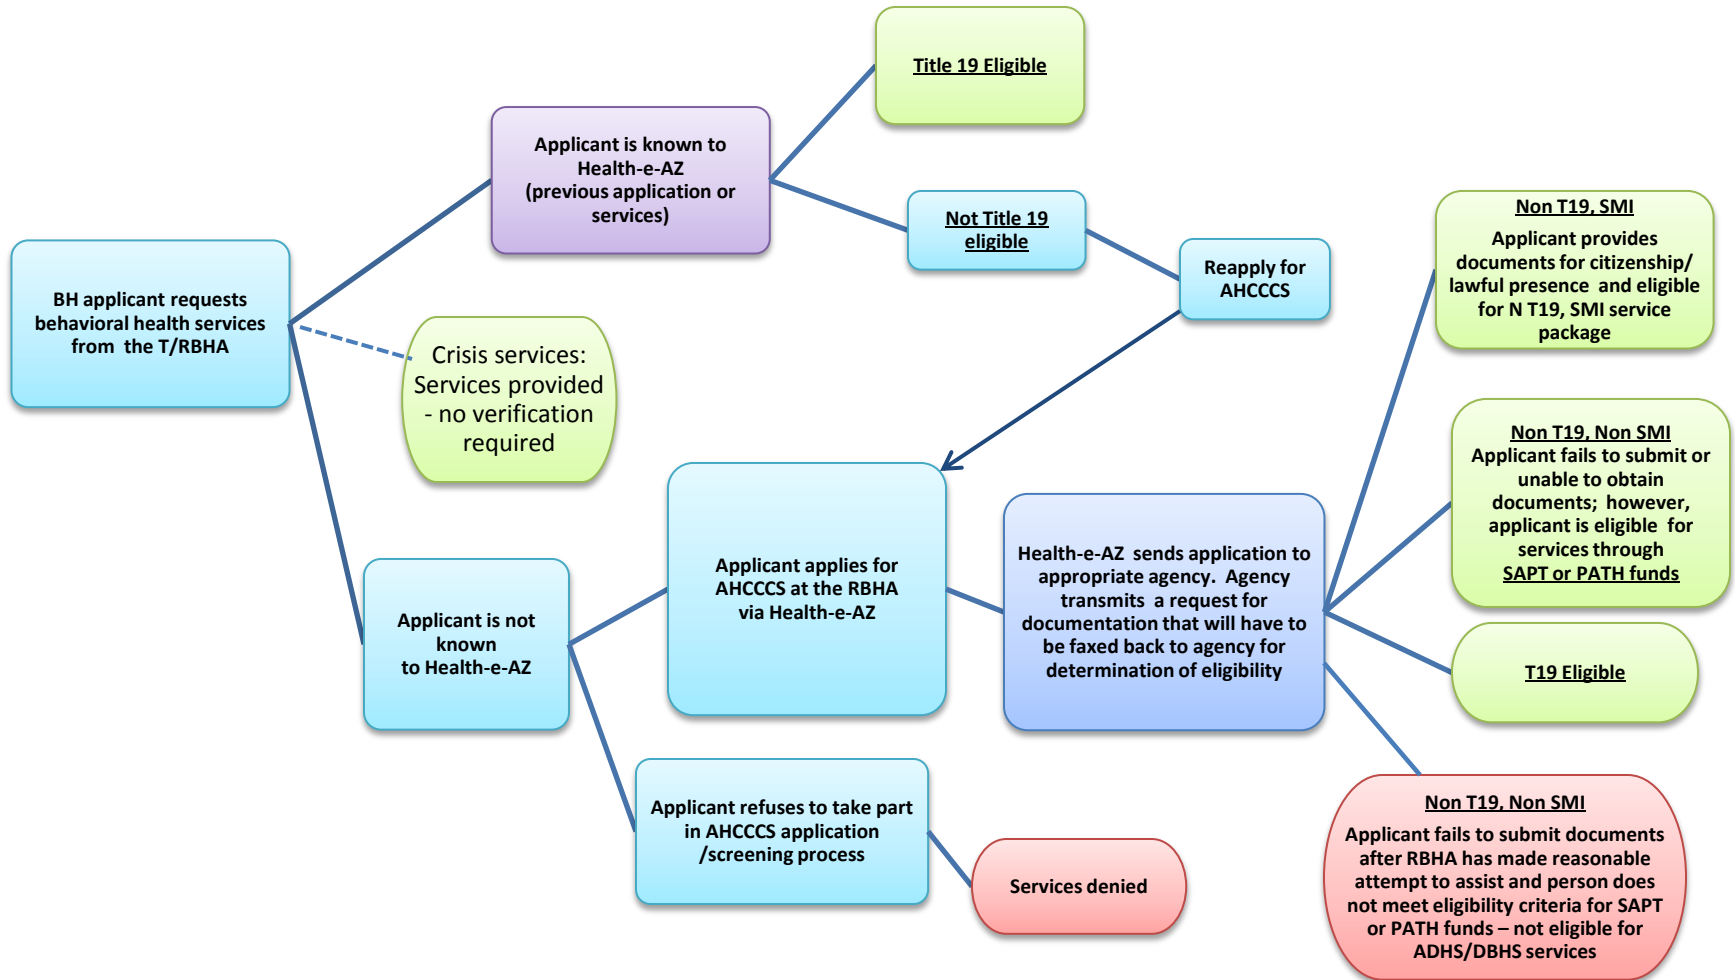 Title 19 Eligible
Applicant is known to
Health-e-AZ
(previous application or
services)
Not Title 19
eligible
Reapply for
AHCCCS
BH applicant requests
behavioral health services
from the T/RBHA
Crisis services:
Services provided
- no verification
required
Applicant is not
known
to Health-e-AZ
Applicant applies for
AHCCCS at the RBHA
via Health-e-AZ
Applicant refuses to take part
in AHCCCS application
/screening process
Services denied
Health-e-AZ sends application to
appropriate agency. Agency
transmits a request for
documentation that will have to
be faxed back to agency for
determination of eligibility
Non T19, SMI
Applicant provides
documents for citizenship/
lawful presence and eligible
for N T19, SMI service
package
Non T19, Non SMI
Applicant fails to submit or
unable to obtain
documents; however,
applicant is eligible for
services through
SAPT or PATH funds
T19 Eligible
Non T19, Non SMI
Applicant fails to submit documents
after RBHA has made reasonable
attempt to assist and person does
not meet eligibility criteria for SAPT
or PATH funds – not eligible for
ADHS/DBHS services